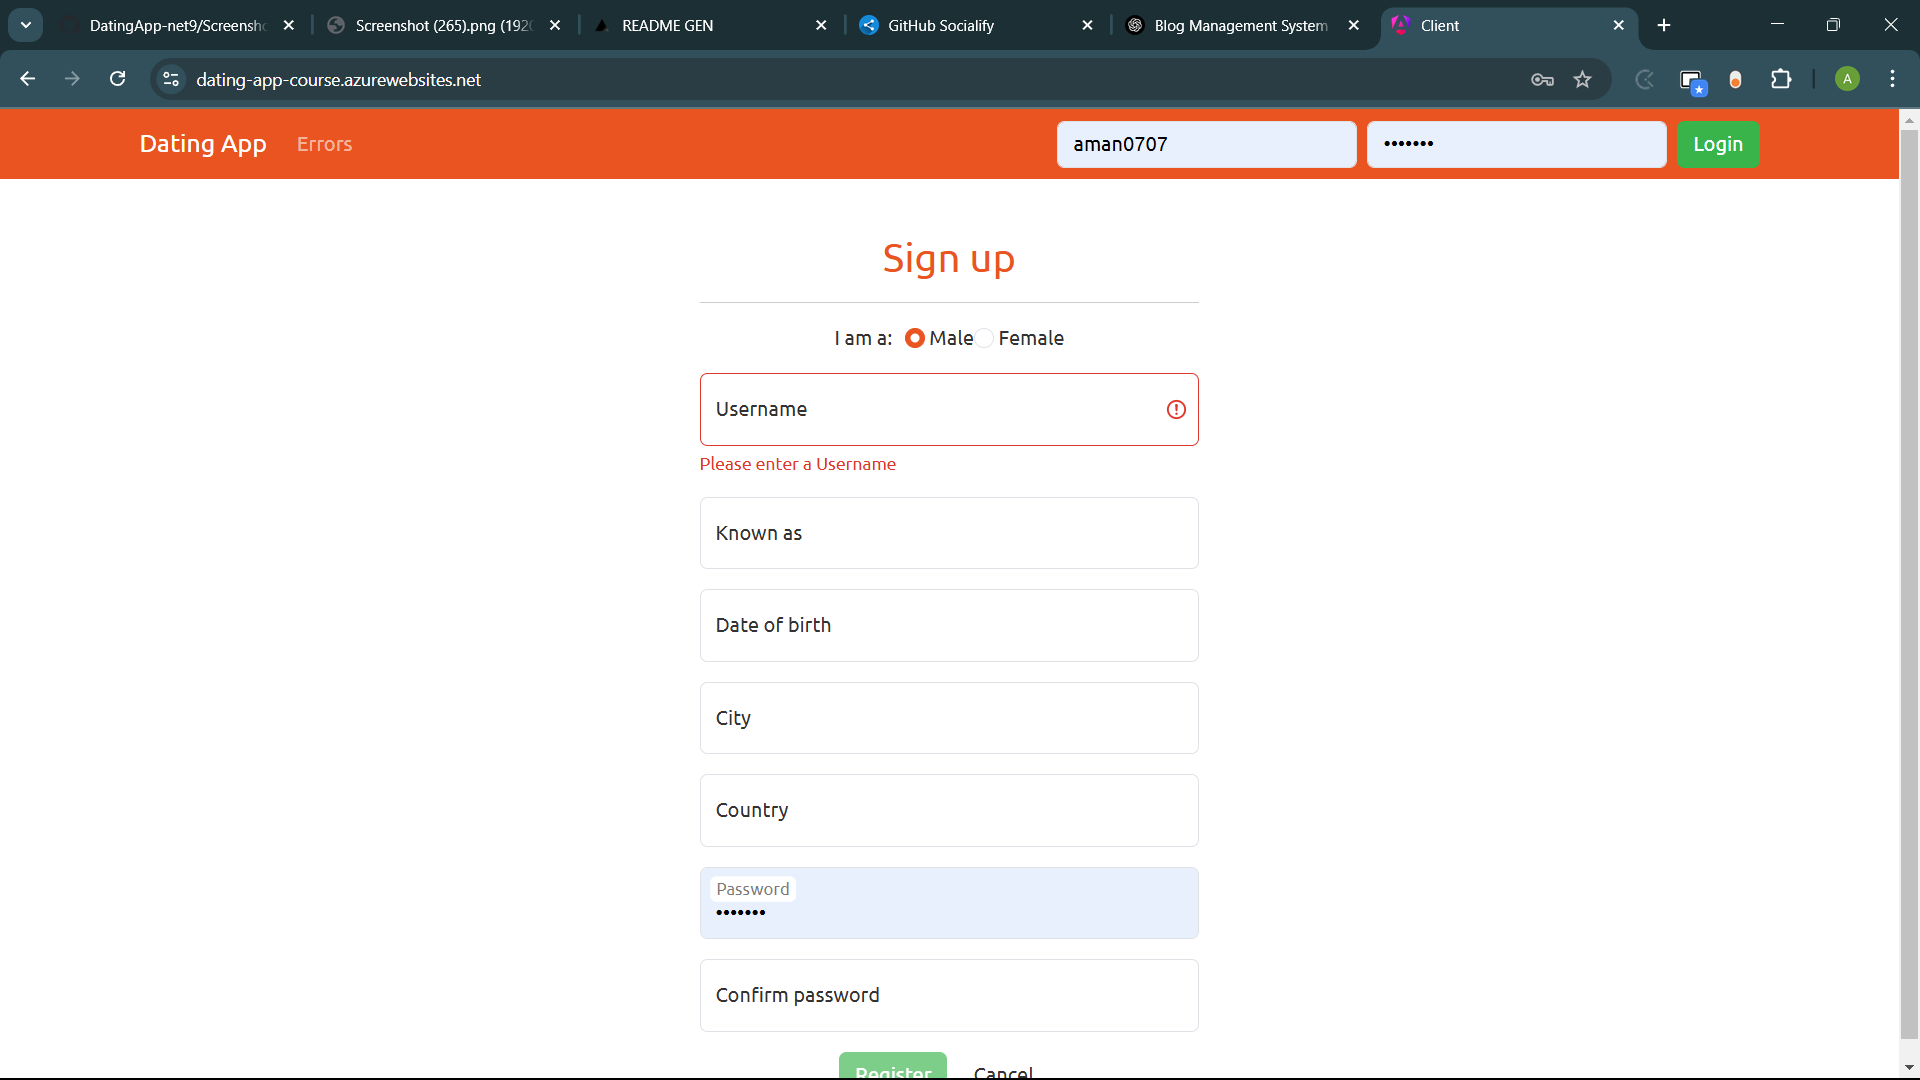 DatingApp-net9/Screensho
Screenshot (265).png (192
README GEN
GitHub Socialify
Blog Management System
Client
dating-app-course.azurewebsites.net
A
Dating App
Errors
aman0707
•••••••
Login
Sign up
I am a: Male Female
Username
Please enter a Username
Known as
Date of birth
City
Country
Password
•••••••
Confirm password
Register
Cancel